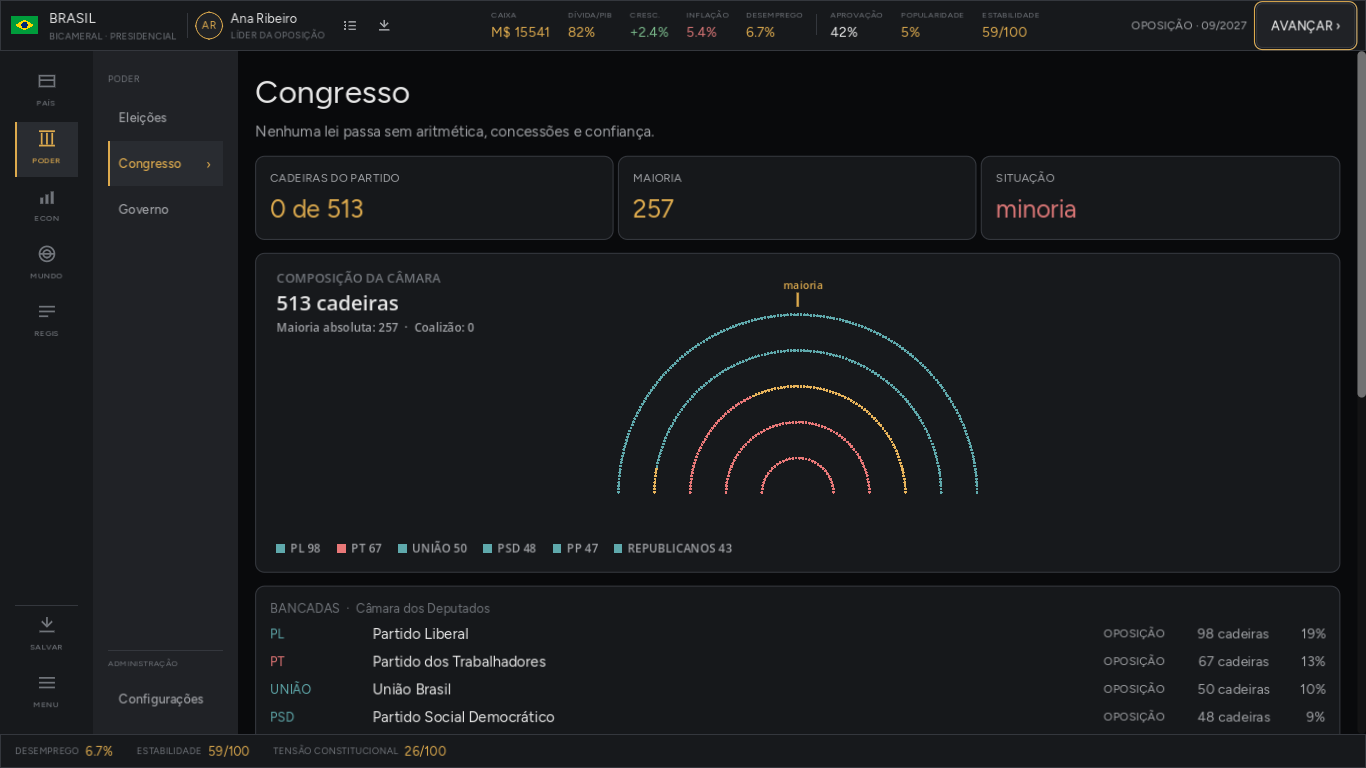 BRASIL
BICAMERAL · PRESIDENCIAL
AR
Ana Ribeiro
LÍDER DA OPOSIÇÃO
CAIXA
M$ 15541
DÍVIDA/PIB
82%
CRESC.
+2.4%
INFLAÇÃO
5.4%
DESEMPREGO
6.7%
APROVAÇÃO
42%
POPULARIDADE
5%
ESTABILIDADE
59/100
OPOSIÇÃO · 09/2027
AVANÇAR ›
PAÍS
PODER
ECON
MUNDO
REGIS
SALVAR
MENU
PODER
Eleições
Congresso ›
Governo
ADMINISTRAÇÃO
Configurações
Congresso
Nenhuma lei passa sem aritmética, concessões e confiança.
CADEIRAS DO PARTIDO
0 de 513
MAIORIA
257
SITUAÇÃO
minoria
COMPOSIÇÃO DA CÂMARA
513 cadeiras
Maioria absoluta: 257 · Coalizão: 0
maioria
PL 98 PT 67 UNIÃO 50 PSD 48 PP 47 REPUBLICANOS 43
BANCADAS · Câmara dos Deputados
PL Partido Liberal OPOSIÇÃO 98 cadeiras 19%
PT Partido dos Trabalhadores OPOSIÇÃO 67 cadeiras 13%
UNIÃO União Brasil OPOSIÇÃO 50 cadeiras 10%
PSD Partido Social Democrático OPOSIÇÃO 48 cadeiras 9%
DESEMPREGO 6.7% ESTABILIDADE 59/100 TENSÃO CONSTITUCIONAL 26/100